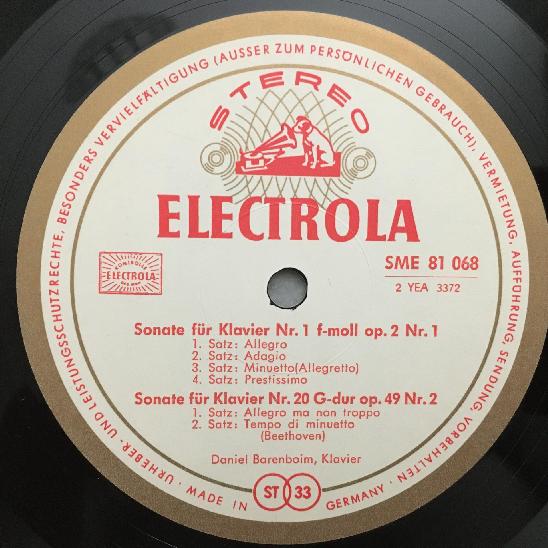 URHEBER- UND LEISTUNGSSCHUTZRECHTE, BESONDERS VERVIELFÄLTIGUNG (AUSSER ZUM PERSÖNLICHEN GEBRAUCH), VERMIETUNG, AUFFÜHRUNG, SENDUNG, VORBEHALTEN ·
STEREO
ELECTROLA
SME 81 068
2 YEA 3372
ELECTROLA
Sonate für Klavier Nr. 1 f-moll op. 2 Nr. 1
1. Satz: Allegro
2. Satz: Adagio
3. Satz: Minuetto(Allegretto)
4. Satz: Prestissimo
Sonate für Klavier Nr. 20 G-dur op. 49 Nr. 2
1. Satz: Allegro ma non troppo
2. Satz: Tempo di minuetto
(Beethoven)
Daniel Barenboim, Klavier
MADE IN GERMANY
ST 33